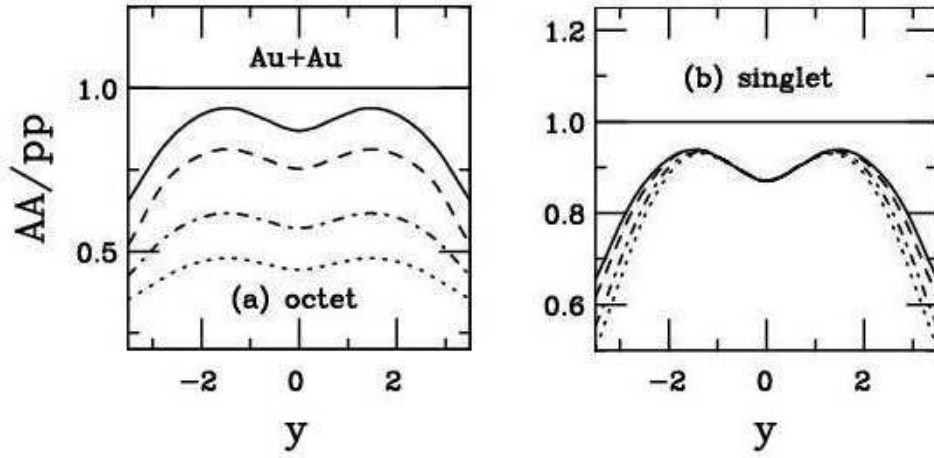 Au+Au
1.0
0.5
AA/pp
(a) octet
−2 0 2
y
1.2
(b) singlet
1.0
0.8
0.6
−2 0 2
y